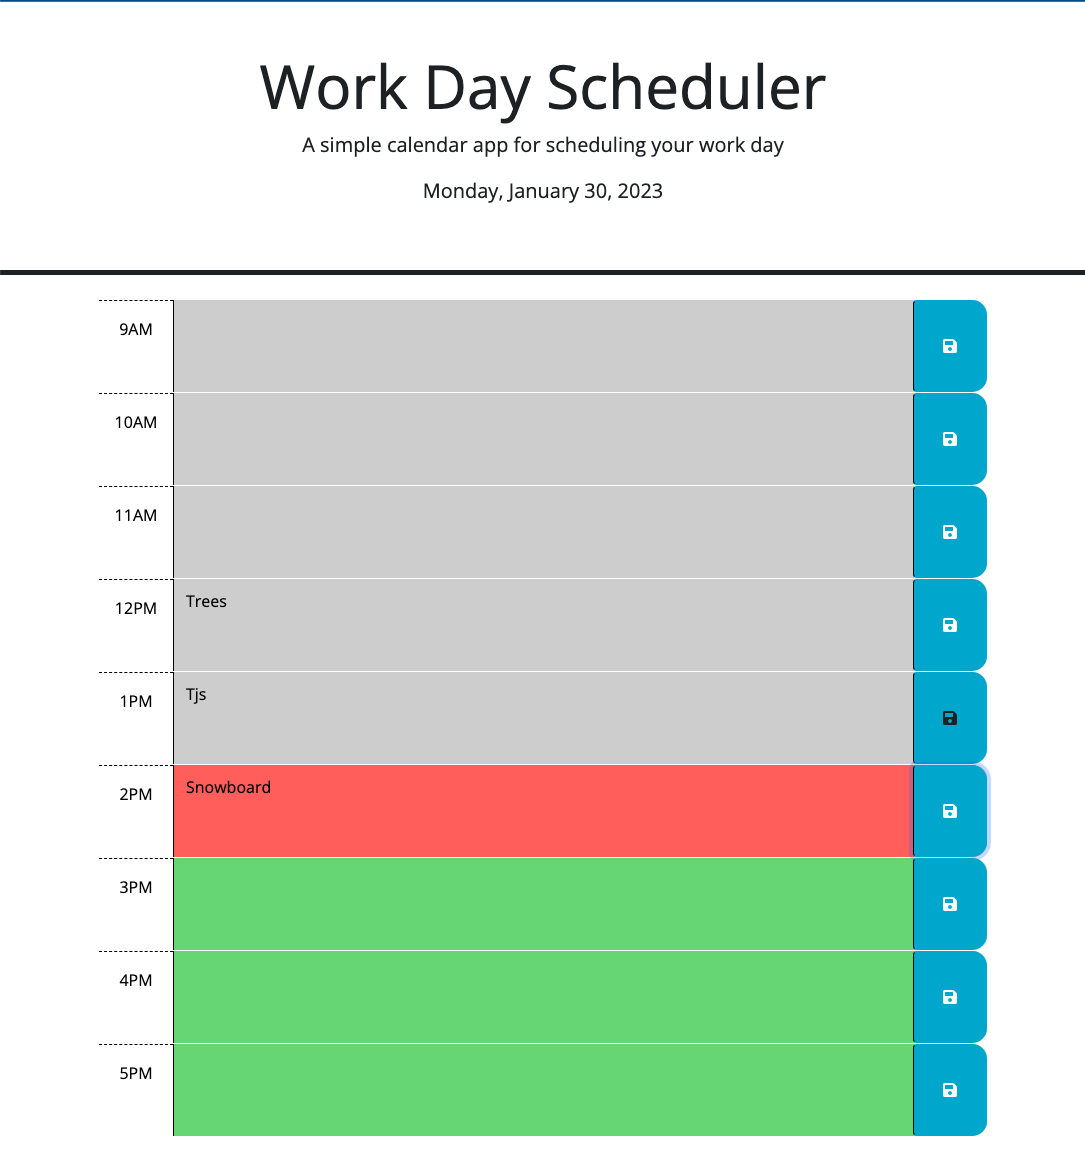 Work Day Scheduler
A simple calendar app for scheduling your work day
Monday, January 30, 2023
9AM
10AM
11AM
12PM Trees
1PM Tjs
2PM Snowboard
3PM
4PM
5PM